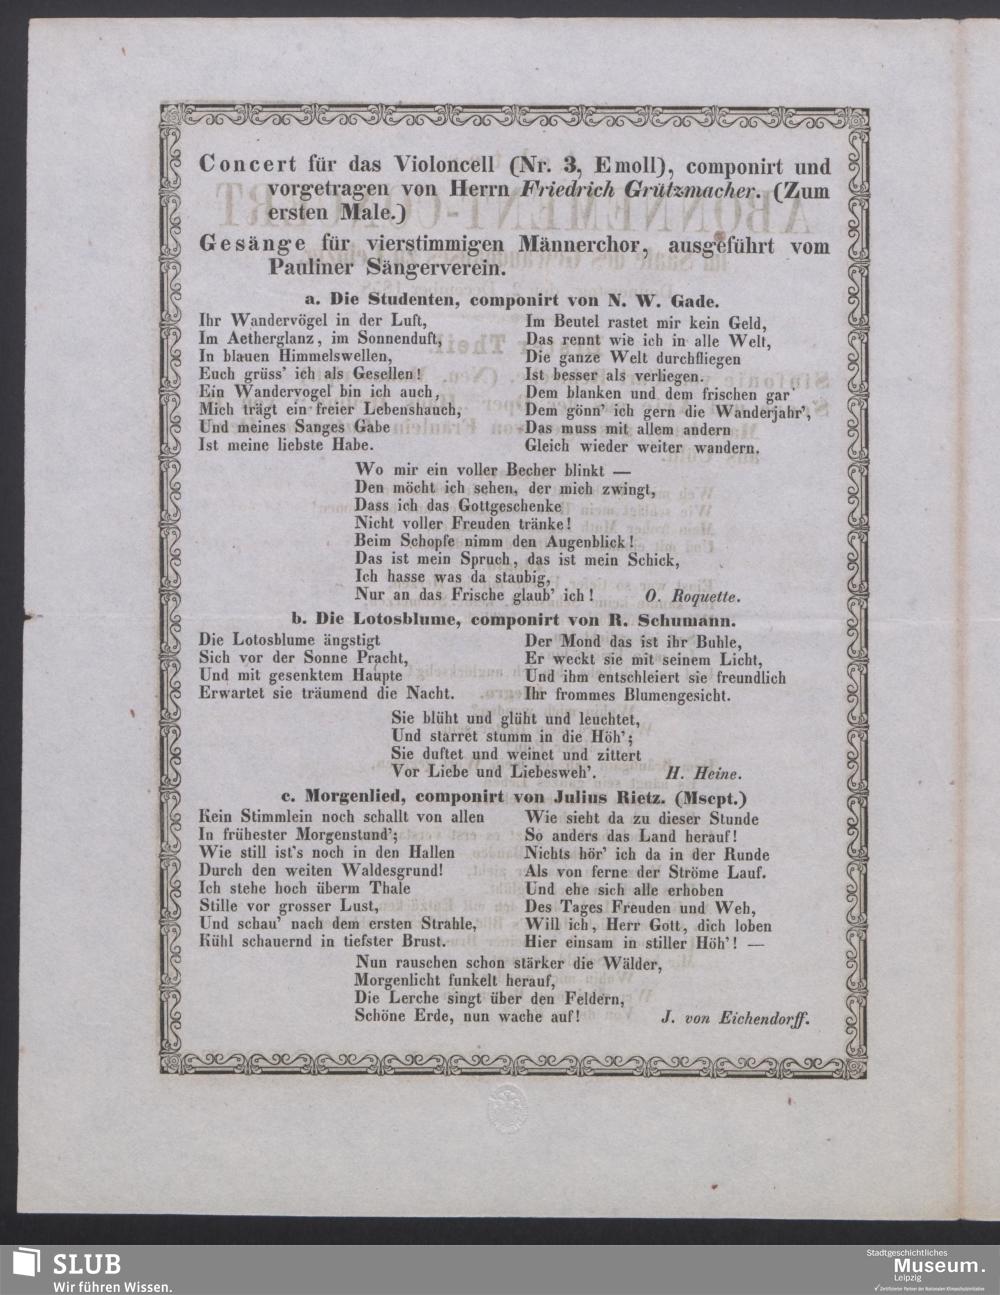 Concert für das Violoncell (Nr. 3, Emoll), componirt und
vorgetragen von Herrn Friedrich Grützmacher. (Zum
ersten Male.)
Gesänge für vierstimmigen Männerchor, ausgeführt vom
Pauliner Sängerverein.
a. Die Studenten, componirt von N. W. Gade.
Ihr Wandervögel in der Luft,
Im Aetherglanz, im Sonnenduft,
In blauen Himmelswellen,
Euch grüss' ich als Gesellen!
Ein Wandervogel bin ich auch,
Mich trägt ein freier Lebenshauch,
Und meines Sanges Gabe
Ist meine liebste Habe.
Im Beutel rastet mir kein Geld,
Das rennt wie ich in alle Welt,
Die ganze Welt durchfliegen
Ist besser als verliegen.
Dem blanken und dem frischen gar
Dem gönn' ich gern die Wanderjahr',
Das muss mit allem andern
Gleich wieder weiter wandern.
Wo mir ein voller Becher blinkt —
Den möcht ich sehen, der mich zwingt,
Dass ich das Gottgeschenke
Nicht voller Freuden tränke!
Beim Schopfe nimm den Augenblick!
Das ist mein Spruch, das ist mein Schick,
Ich hasse was da staubig,
Nur an das Frische glaub' ich! O. Roquette.
b. Die Lotosblume, componirt von R. Schumann.
Die Lotosblume ängstigt
Sich vor der Sonne Pracht,
Und mit gesenktem Haupte
Erwartet sie träumend die Nacht.
Der Mond das ist ihr Buhle,
Er weckt sie mit seinem Licht,
Und ihm entschleiert sie freundlich
Ihr frommes Blumengesicht.
Sie blüht und glüht und leuchtet,
Und starret stumm in die Höh';
Sie duftet und weinet und zittert
Vor Liebe und Liebesweh'. H. Heine.
c. Morgenlied, componirt von Julius Rietz. (Mscpt.)
Kein Stimmlein noch schallt von allen
In frühester Morgenstund';
Wie still ist's noch in den Hallen
Durch den weiten Waldesgrund!
Ich stehe hoch überm Thale
Stille vor grosser Lust,
Und schau' nach dem ersten Strahle,
Kühl schauernd in tiefster Brust.
Wie sieht da zu dieser Stunde
So anders das Land herauf!
Nichts hör' ich da in der Runde
Als von ferne der Ströme Lauf.
Und ehe sich alle erhoben
Des Tages Freuden und Weh,
Will ich, Herr Gott, dich loben
Hier einsam in stiller Höh'! —
Nun rauschen schon stärker die Wälder,
Morgenlicht funkelt herauf,
Die Lerche singt über den Feldern,
Schöne Erde, nun wache auf! J. von Eichendorff.
SLUB
Wir führen Wissen.
Stadtgeschichtliches
Museum.
Leipzig
Zertifizierter Partner der Nationalen Klimaschutzinitiative